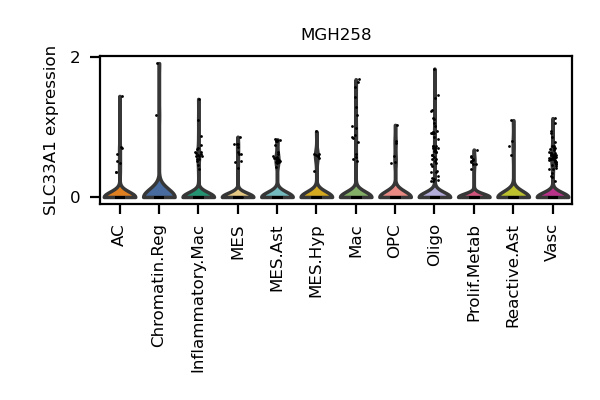 MGH258
SLC33A1 expression
2
0
AC
Chromatin.Reg
Inflammatory.Mac
MES
MES.Ast
MES.Hyp
Mac
OPC
Oligo
Prolif.Metab
Reactive.Ast
Vasc